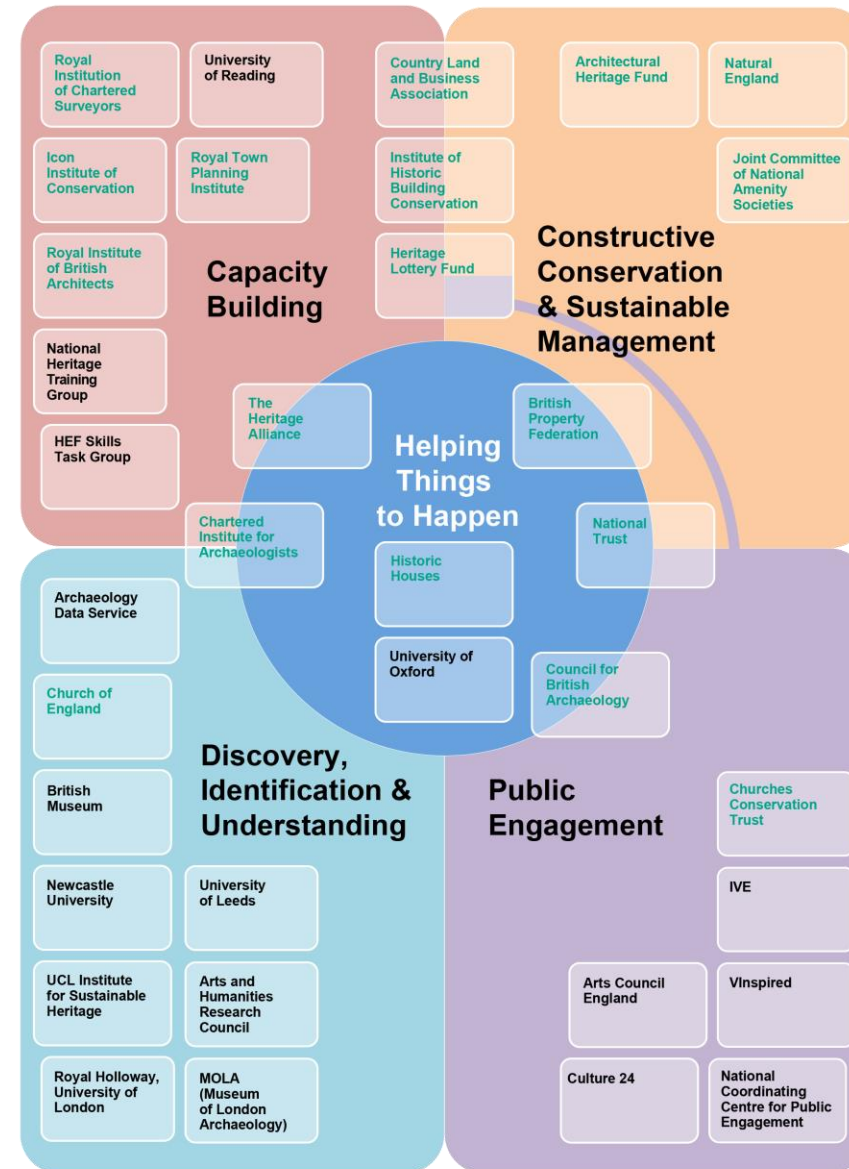 Royal
Institution
of Chartered
Surveyors
University
of Reading
Country Land
and Business
Association
Architectural
Heritage Fund
Natural
England
Icon
Institute of
Conservation
Royal Town
Planning
Institute
Institute of
Historic
Building
Conservation
Joint Committee
of National
Amenity
Societies
Royal Institute
of British
Architects
Capacity
Building
Heritage
Lottery Fund
Constructive
Conservation
& Sustainable
Management
National
Heritage
Training
Group
HEF Skills
Task Group
The
Heritage
Alliance
British
Property
Federation
Helping
Things
to Happen
Chartered
Institute for
Archaeologists
National
Trust
Historic
Houses
University of
Oxford
Council for
British
Archaeology
Archaeology
Data Service
Church of
England
British
Museum
Discovery,
Identification &
Understanding
Newcastle
University
University
of Leeds
UCL Institute
for Sustainable
Heritage
Arts and
Humanities
Research
Council
Royal Holloway,
University of
London
MOLA
(Museum
of London
Archaeology)
Public
Engagement
Churches
Conservation
Trust
IVE
Arts Council
England
VInspired
Culture 24
National
Coordinating
Centre for Public
Engagement